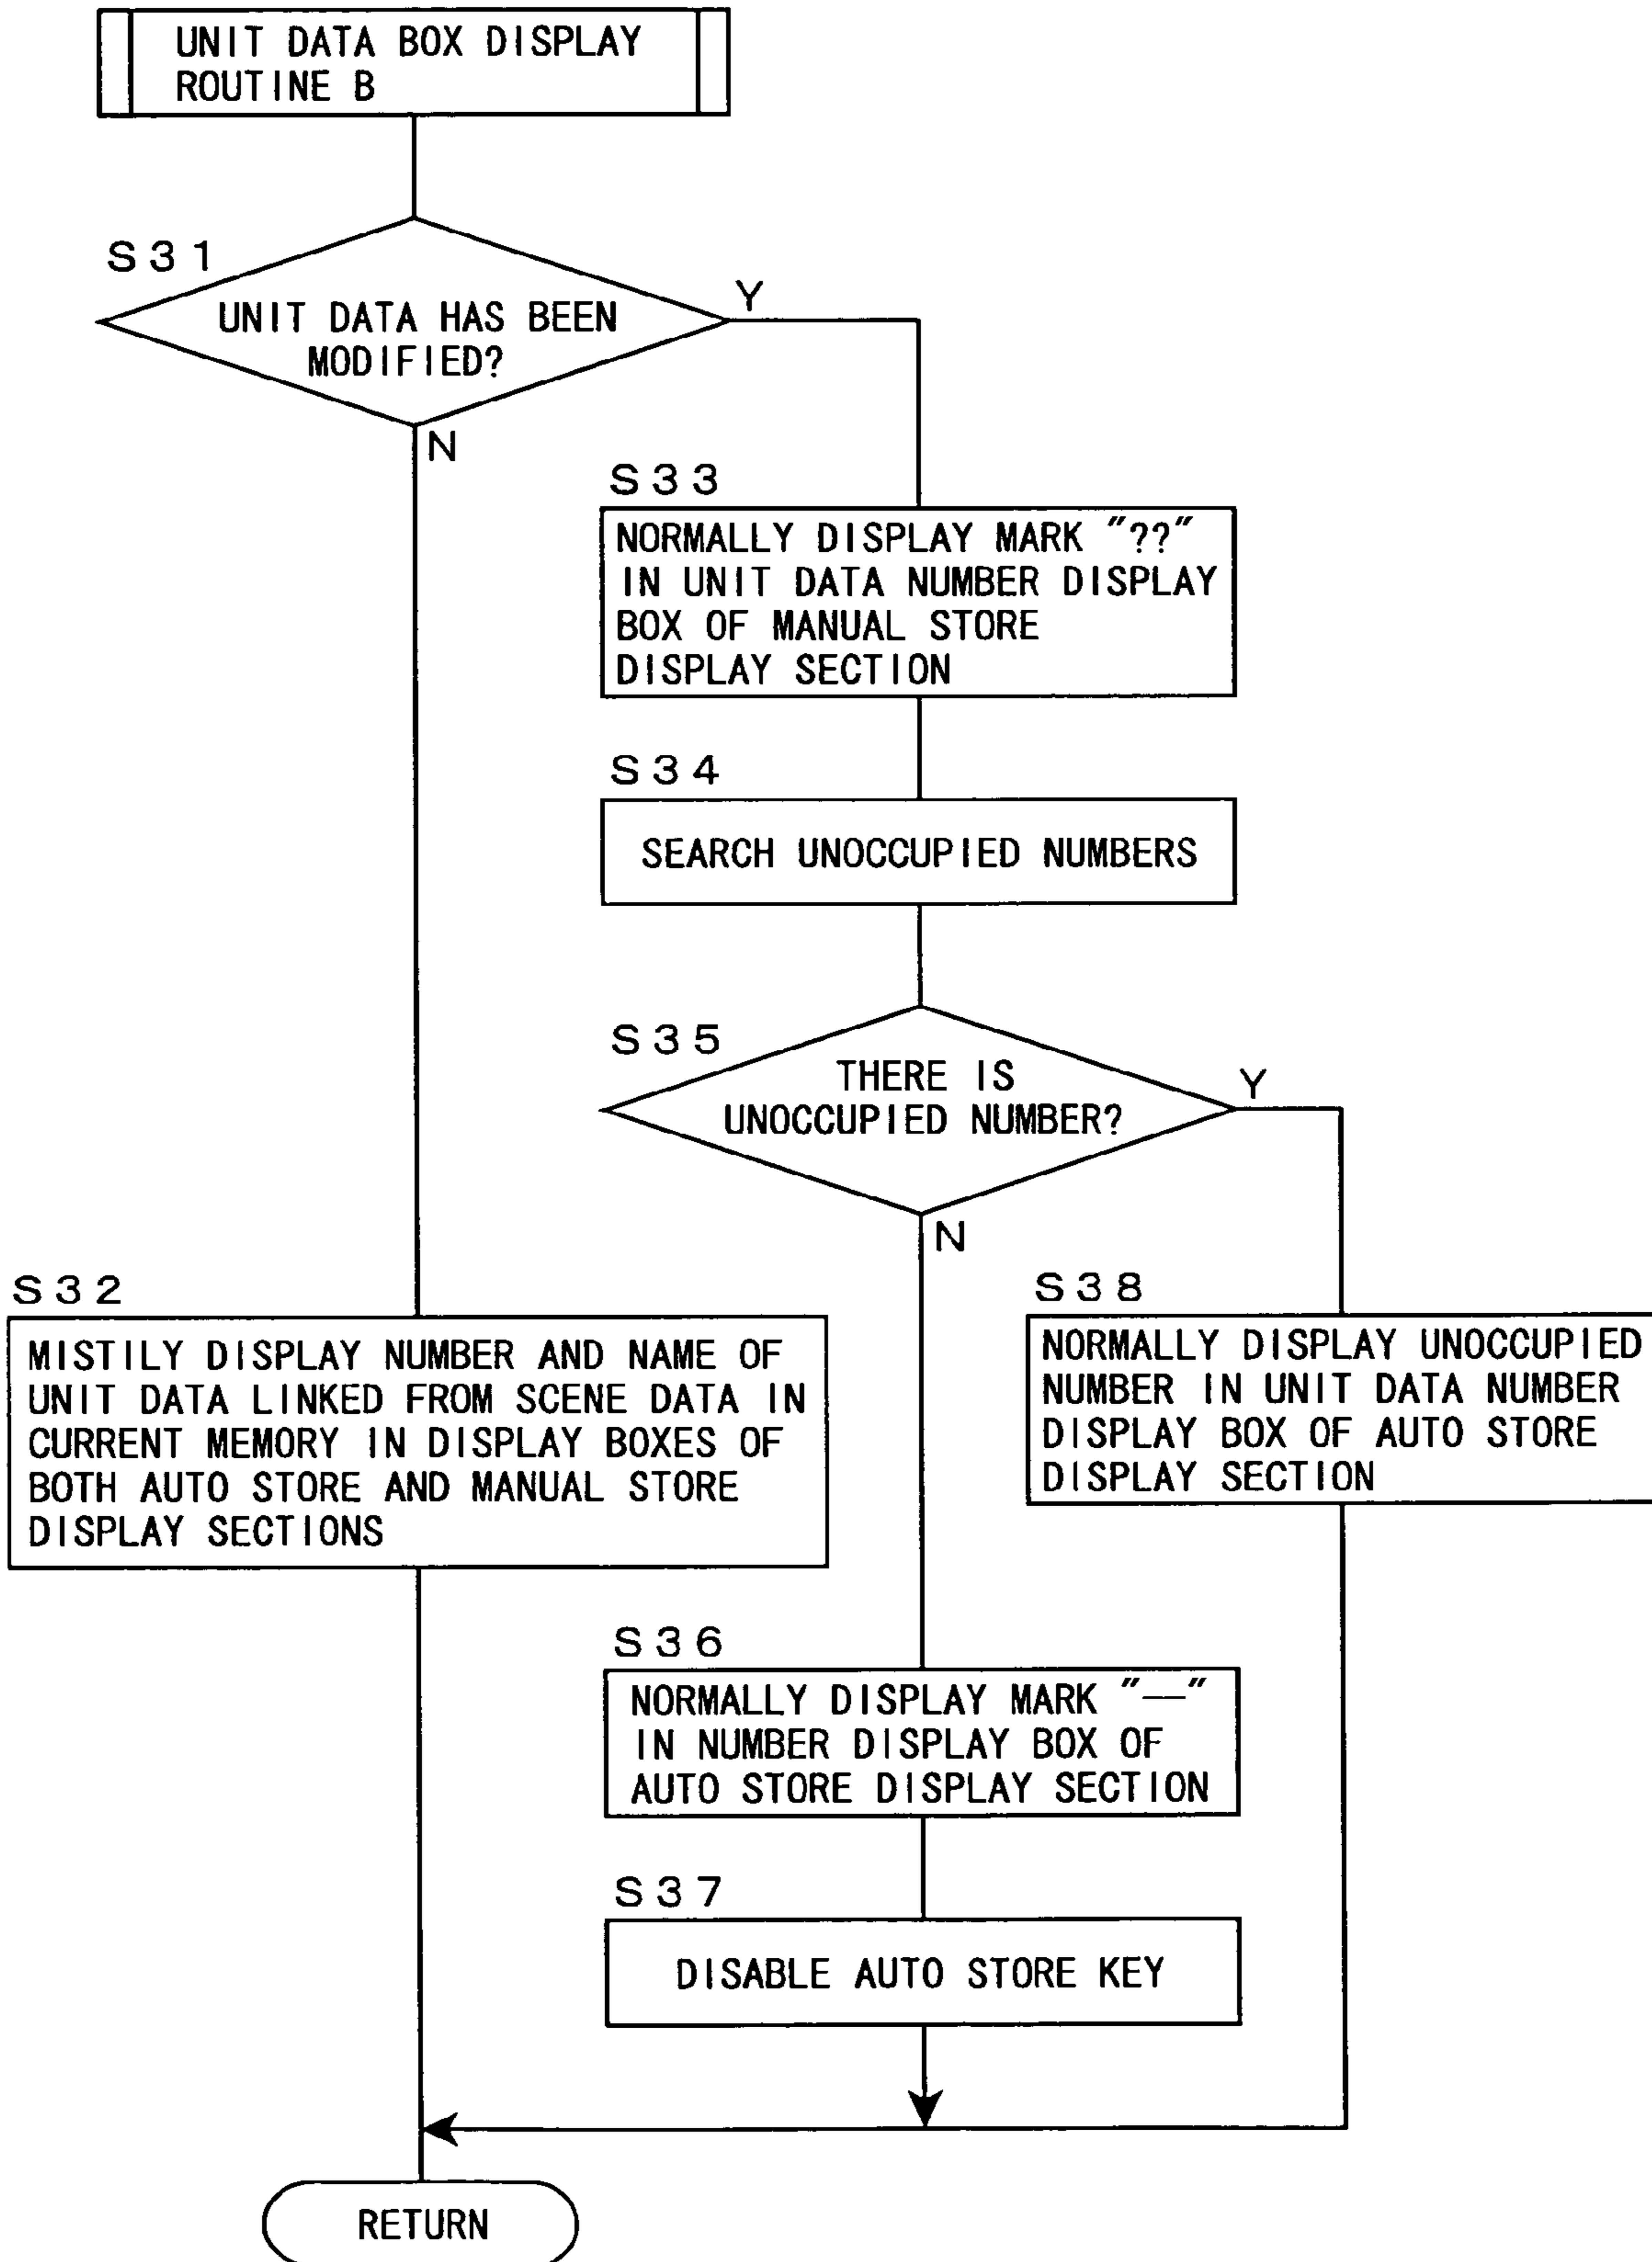 UNIT DATA BOX DISPLAY
ROUTINE B
S31
UNIT DATA HAS BEEN
MODIFIED?
Y
N
S33
NORMALLY DISPLAY MARK "??"
IN UNIT DATA NUMBER DISPLAY
BOX OF MANUAL STORE
DISPLAY SECTION
S34
SEARCH UNOCCUPIED NUMBERS
S35
THERE IS
UNOCCUPIED NUMBER?
Y
N
S32
MISTILY DISPLAY NUMBER AND NAME OF
UNIT DATA LINKED FROM SCENE DATA IN
CURRENT MEMORY IN DISPLAY BOXES OF
BOTH AUTO STORE AND MANUAL STORE
DISPLAY SECTIONS
S38
NORMALLY DISPLAY UNOCCUPIED
NUMBER IN UNIT DATA NUMBER
DISPLAY BOX OF AUTO STORE
DISPLAY SECTION
S36
NORMALLY DISPLAY MARK "—"
IN NUMBER DISPLAY BOX OF
AUTO STORE DISPLAY SECTION
S37
DISABLE AUTO STORE KEY
RETURN